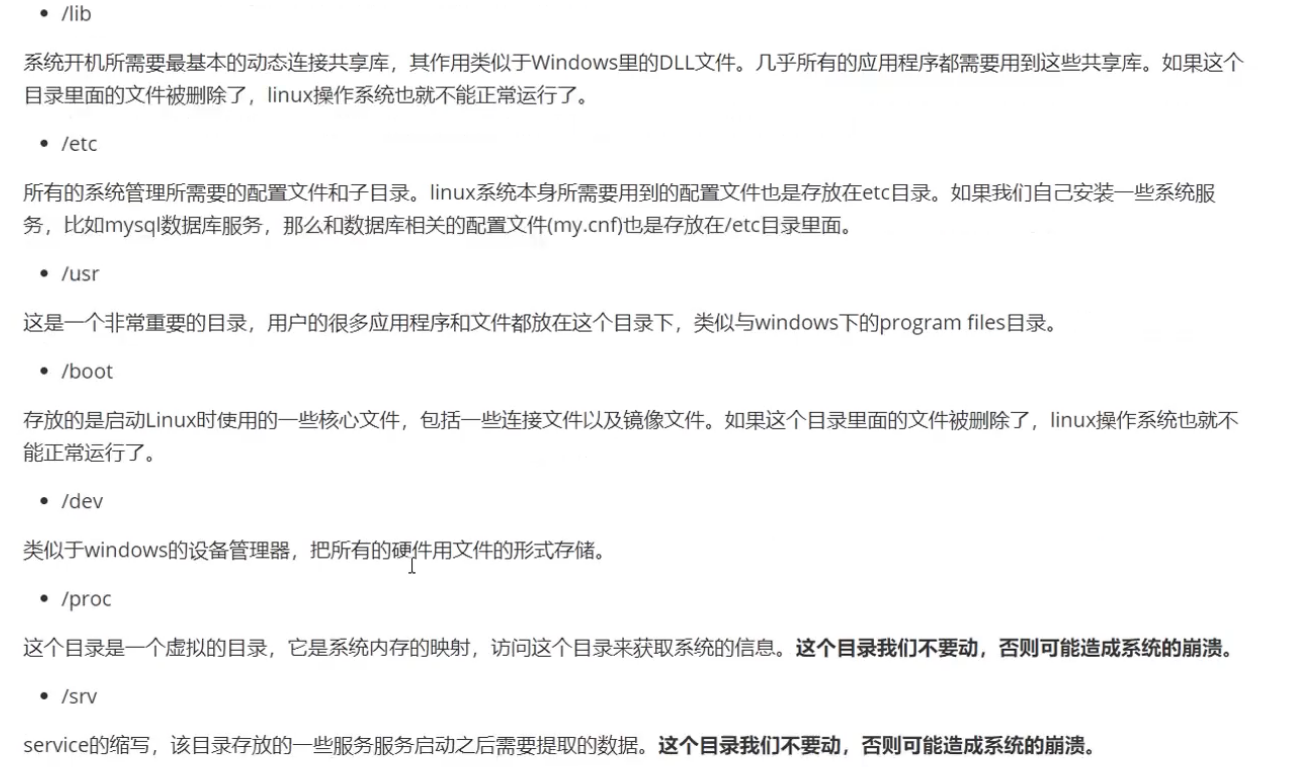 • /lib
系统开机所需要最基本的动态连接共享库，其作用类似于Windows里的DLL文件。几乎所有的应用程序都需要用到这些共享库。如果这个
目录里面的文件被删除了，linux操作系统也就不能正常运行了。
• /etc
所有的系统管理所需要的配置文件和子目录。linux系统本身所需要用到的配置文件也是存放在etc目录。如果我们自己安装一些系统服
务，比如mysql数据库服务，那么和数据库相关的配置文件(my.cnf)也是存放在/etc目录里面。
• /usr
这是一个非常重要的目录，用户的很多应用程序和文件都放在这个目录下，类似与windows下的program files目录。
• /boot
存放的是启动Linux时使用的一些核心文件，包括一些连接文件以及镜像文件。如果这个目录里面的文件被删除了，linux操作系统也就不
能正常运行了。
• /dev
类似于windows的设备管理器，把所有的硬件用文件的形式存储。
• /proc
这个目录是一个虚拟的目录，它是系统内存的映射，访问这个目录来获取系统的信息。这个目录我们不要动，否则可能造成系统的崩溃。
• /srv
service的缩写，该目录存放的一些服务服务启动之后需要提取的数据。这个目录我们不要动，否则可能造成系统的崩溃。